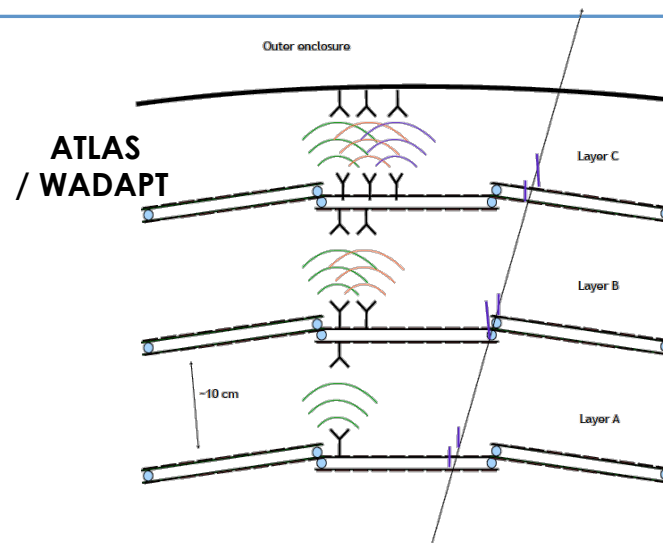 Outer enclosure
ATLAS
/ WADAPT
Layer C
Layer B
~10 cm
Layer A